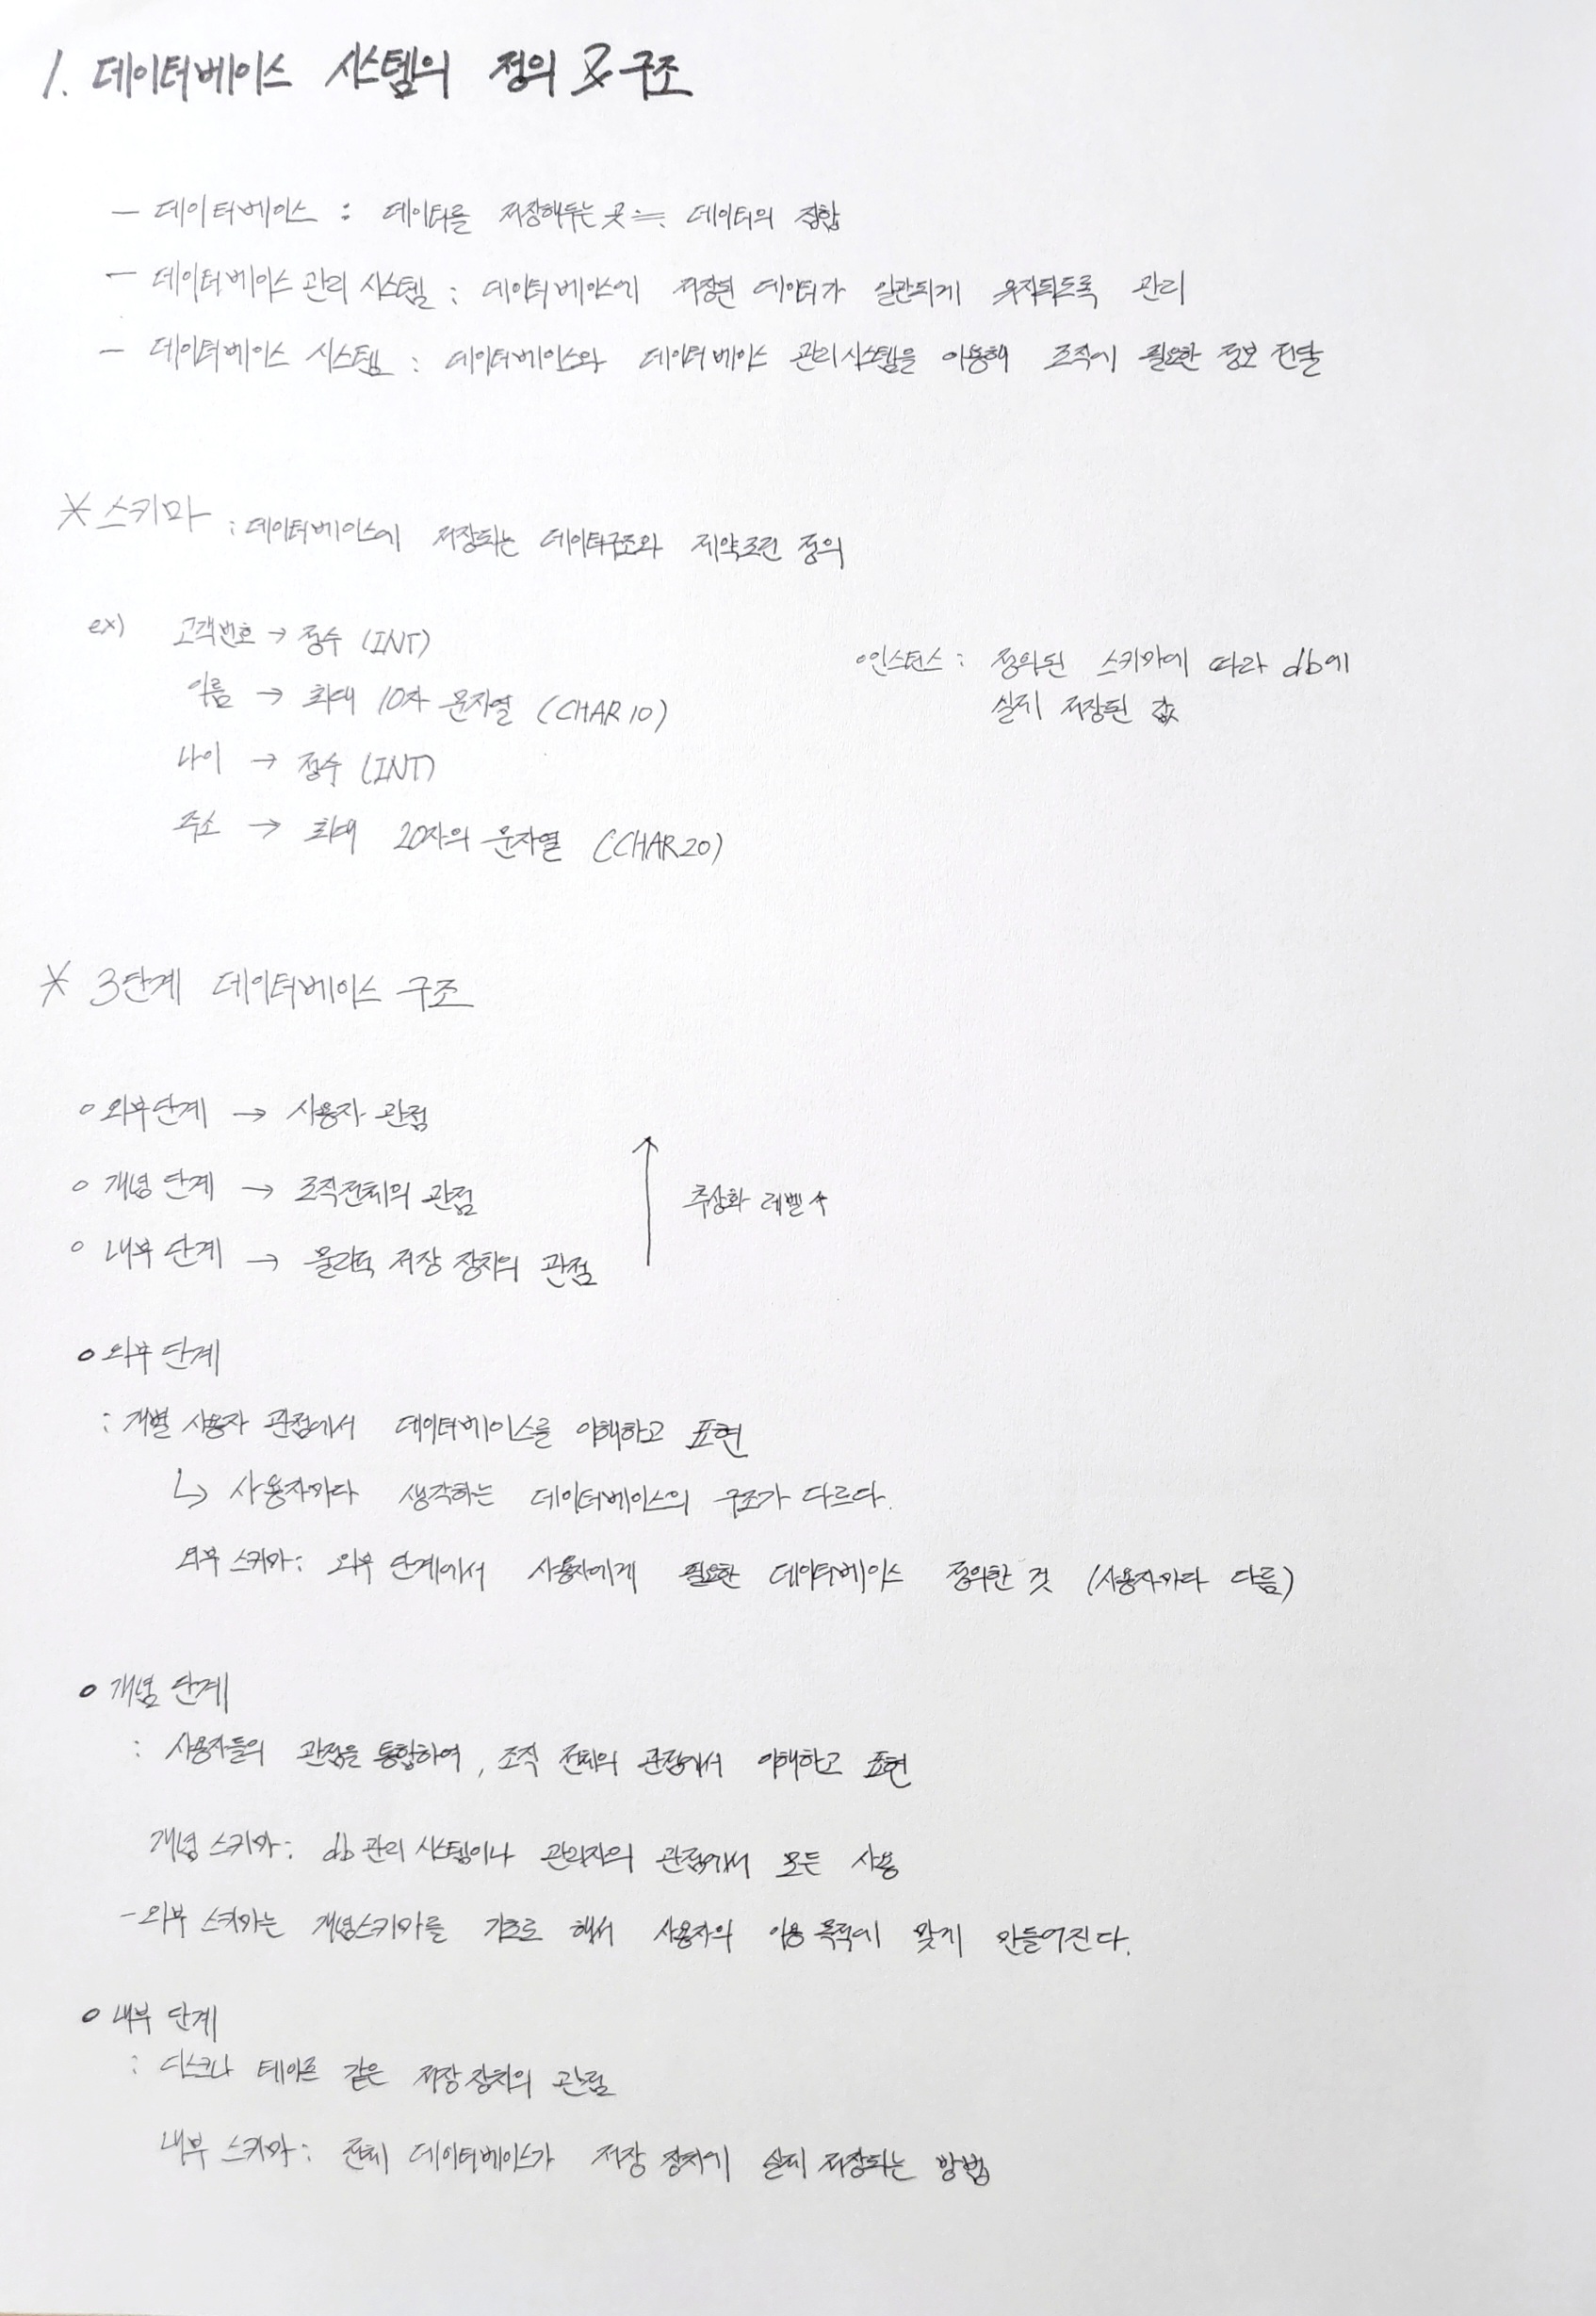 1. 데이터베이스 시스템의 정의 및 구조
- 데이터베이스 : 데이터를 저장해두는 곳 ≒ 데이터의 집합
- 데이터베이스 관리 시스템 : 데이터베이스에 저장된 데이터가 일관되게 유지되도록 관리
- 데이터베이스 시스템 : 데이터베이스와 데이터베이스 관리시스템을 이용해 조직에 필요한 정보 전달
* 스키마 : 데이터베이스에 저장되는 데이터구조와 제약조건 정의
ex) 고객번호 → 정수 (INT)
이름 → 최대 10자 문자열 (CHAR 10)
나이 → 정수 (INT)
주소 → 최대 20자의 문자열 (CHAR 20)
•인스턴스 : 정의된 스키마에 따라 db에
실제 저장된 값
* 3단계 데이터베이스 구조
○ 외부단계 → 사용자 관점
○ 개념 단계 → 조직전체의 관점
○ 내부 단계 → 물리적 저장 장치의 관점
추상화 레벨 ↑
○ 외부 단계
: 개별 사용자 관점에서 데이터베이스를 이해하고 표현
↳ 사용자마다 생각하는 데이터베이스의 구조가 다르다.
외부 스키마 : 외부 단계에서 사용자에게 필요한 데이터베이스 정의한 것 (사용자마다 다름)
○ 개념 단계
: 사용자들의 관점을 통합하여, 조직 전체의 관점에서 이해하고 표현
개념 스키마 : db 관리 시스템이나 관리자의 관점에서 모든 사용
- 외부 스키마는 개념스키마를 기초로 해서 사용자의 이용 목적에 맞게 만들어진다.
○ 내부 단계
: 디스크나 테이프 같은 저장 장치의 관점
내부 스키마 : 전체 데이터베이스가 저장 장치에 실제 저장되는 방법